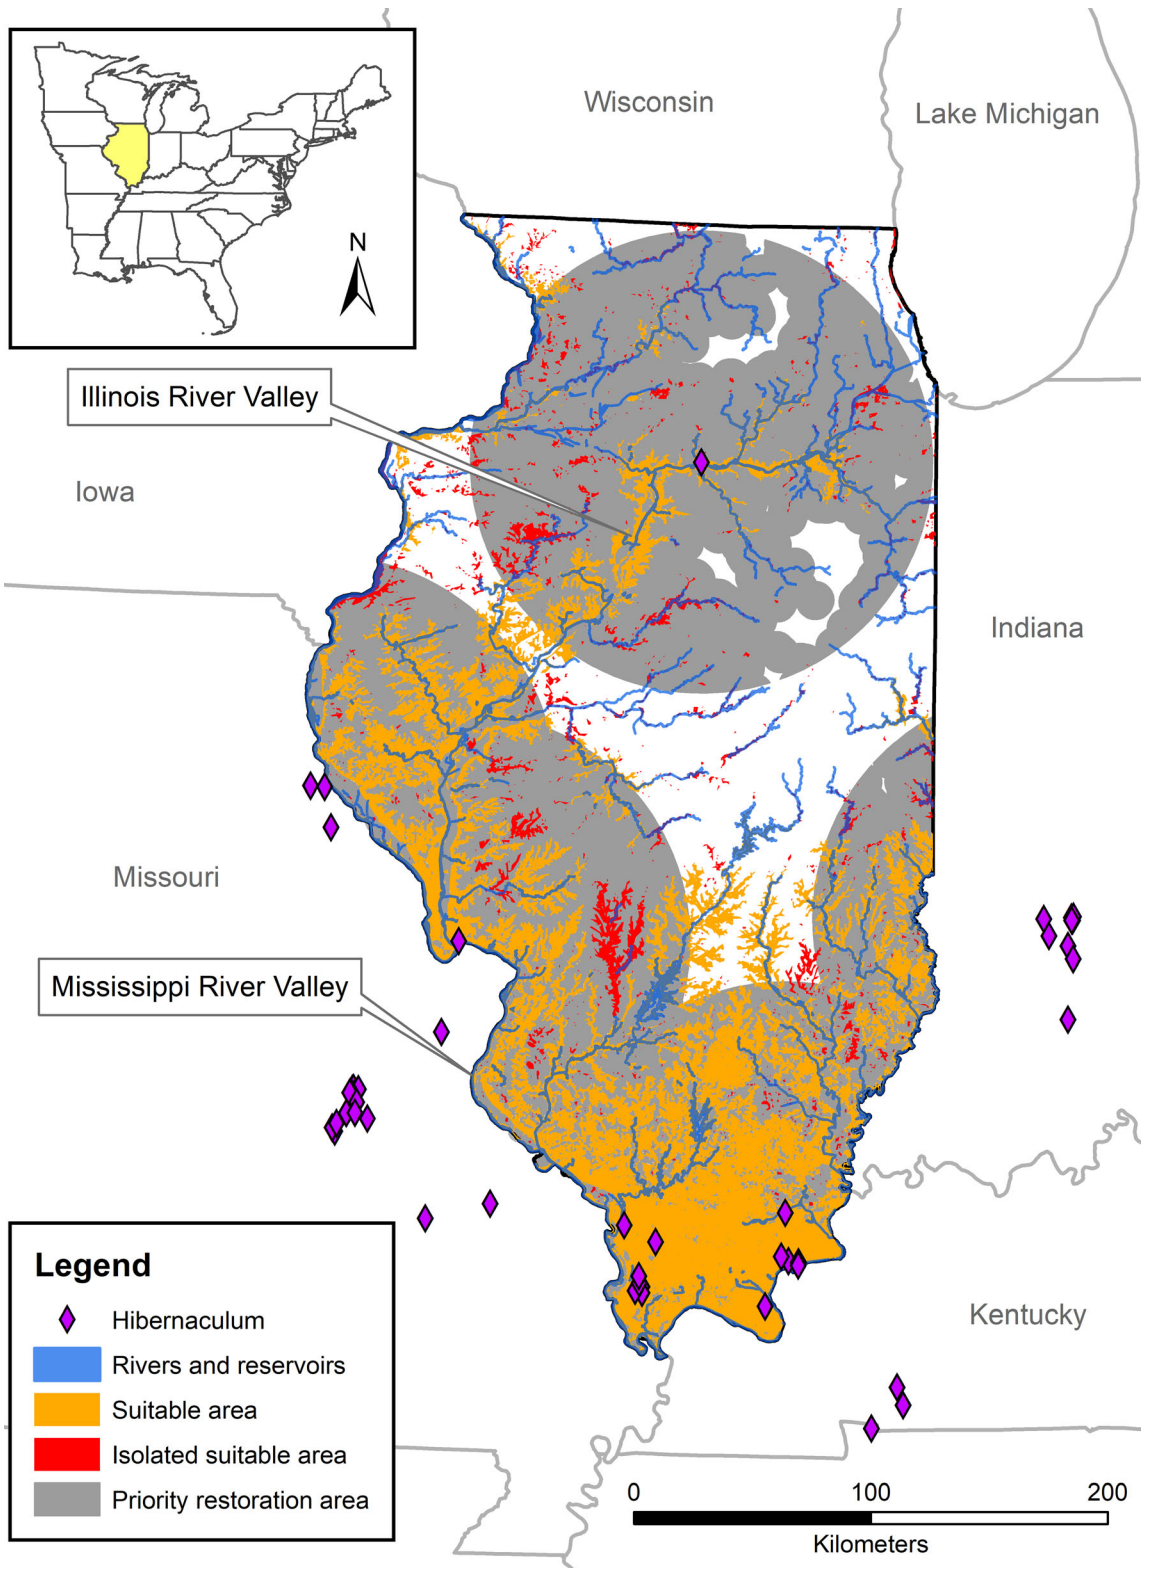 Wisconsin
Lake Michigan
N
Illinois River Valley
Iowa
Indiana
Missouri
Mississippi River Valley
Kentucky
Legend
Hibernaculum
Rivers and reservoirs
Suitable area
Isolated suitable area
Priority restoration area
0 100 200
Kilometers